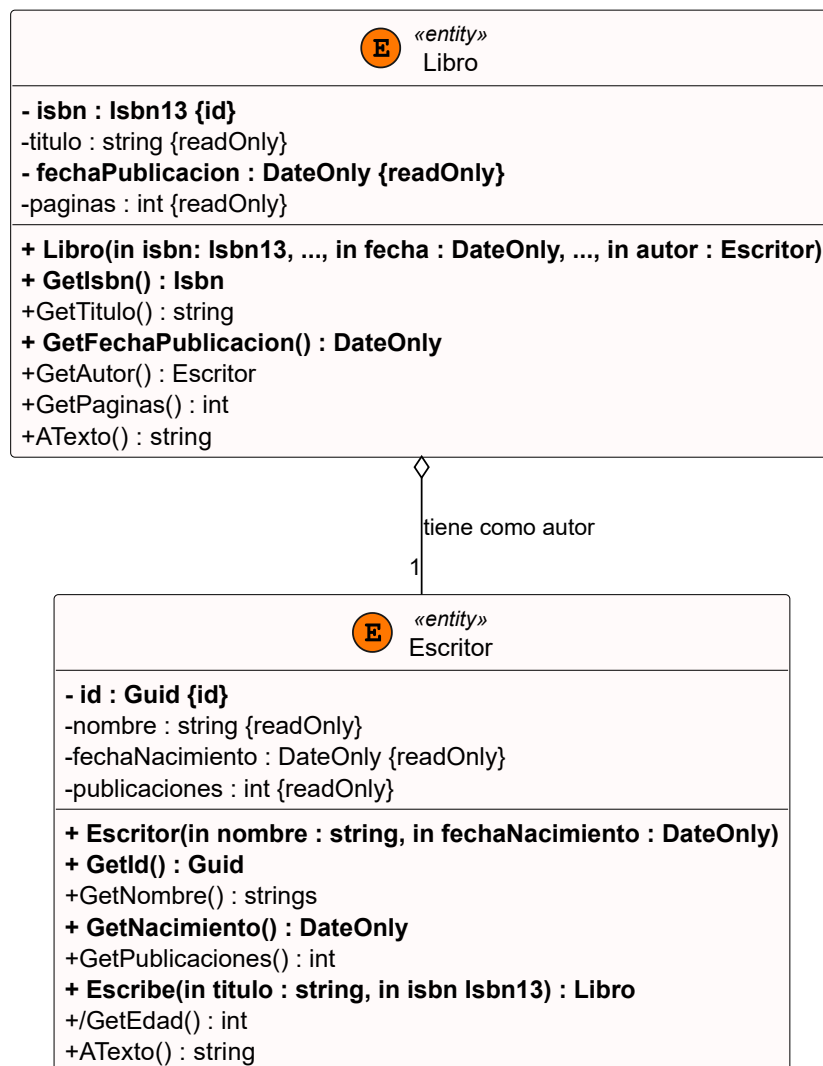 E
«entity»
Libro
- isbn : Isbn13 {id}
-titulo : string {readOnly}
- fechaPublicacion : DateOnly {readOnly}
-paginas : int {readOnly}
+ Libro(in isbn: Isbn13, ..., in fecha : DateOnly, ..., in autor : Escritor)
+ GetIsbn() : Isbn
+GetTitulo() : string
+ GetFechaPublicacion() : DateOnly
+GetAutor() : Escritor
+GetPaginas() : int
+ATexto() : string
tiene como autor
1
E
«entity»
Escritor
- id : Guid {id}
-nombre : string {readOnly}
-fechaNacimiento : DateOnly {readOnly}
-publicaciones : int {readOnly}
+ Escritor(in nombre : string, in fechaNacimiento : DateOnly)
+ GetId() : Guid
+GetNombre() : strings
+ GetNacimiento() : DateOnly
+GetPublicaciones() : int
+ Escribe(in titulo : string, in isbn Isbn13) : Libro
+/GetEdad() : int
+ATexto() : string